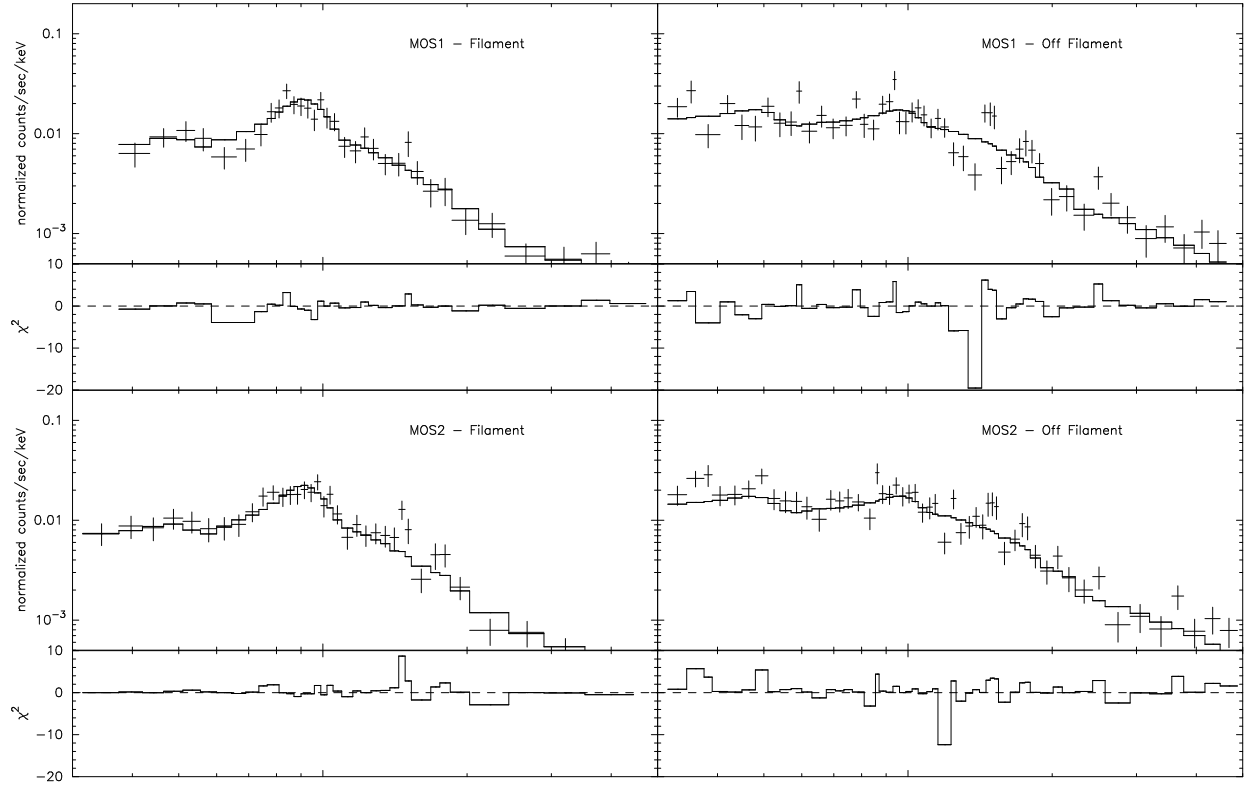 MOS1 – Filament
MOS1 – Off Filament
normalized counts/sec/keV
0.1
0.01
10⁻³
10
0
−10
−20
χ²
MOS2 – Filament
MOS2 – Off Filament
normalized counts/sec/keV
0.1
0.01
10⁻³
10
0
−10
−20
χ²